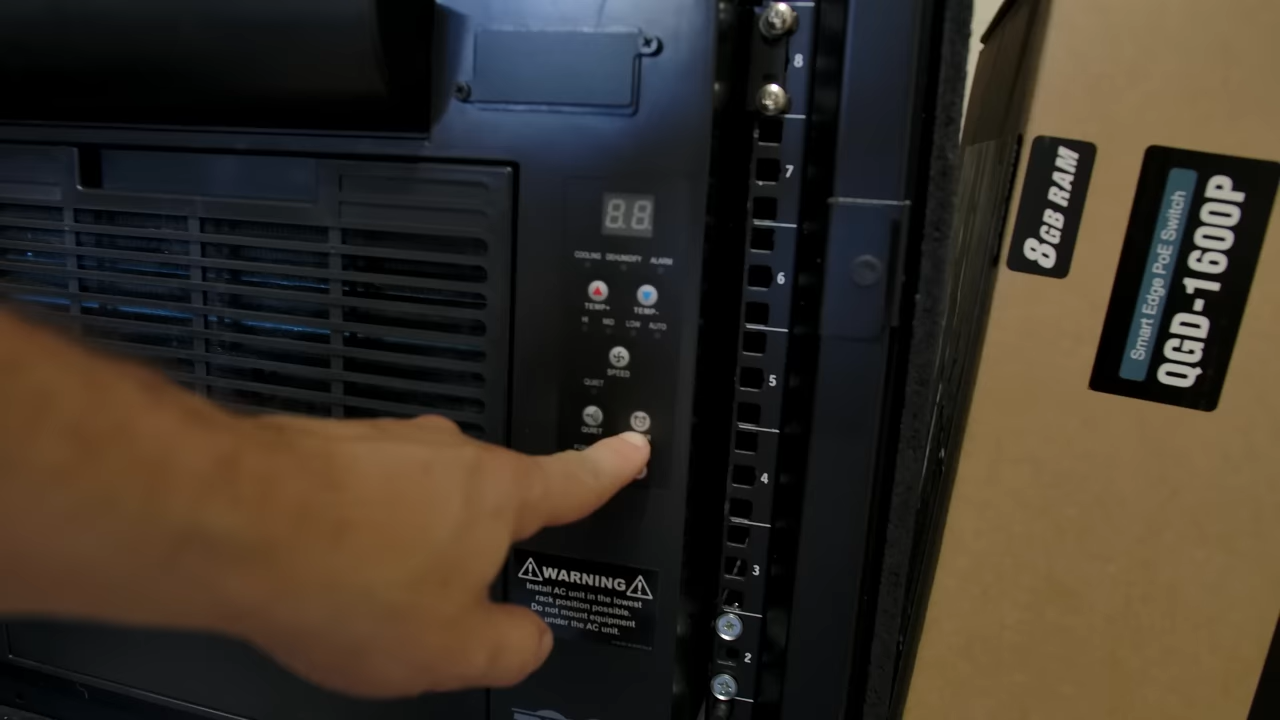 88
COOLING DEHUMIDIFY ALARM
TEMP+ TEMP-
HI MID LOW AUTO
SPEED
QUIET
QUIET
WARNING
Install AC unit in the lowest
rack position possible.
Do not mount equipment
under the AC unit.
8
7
6
5
4
3
2
8GB RAM
Smart Edge PoE Switch
QGD-1600P